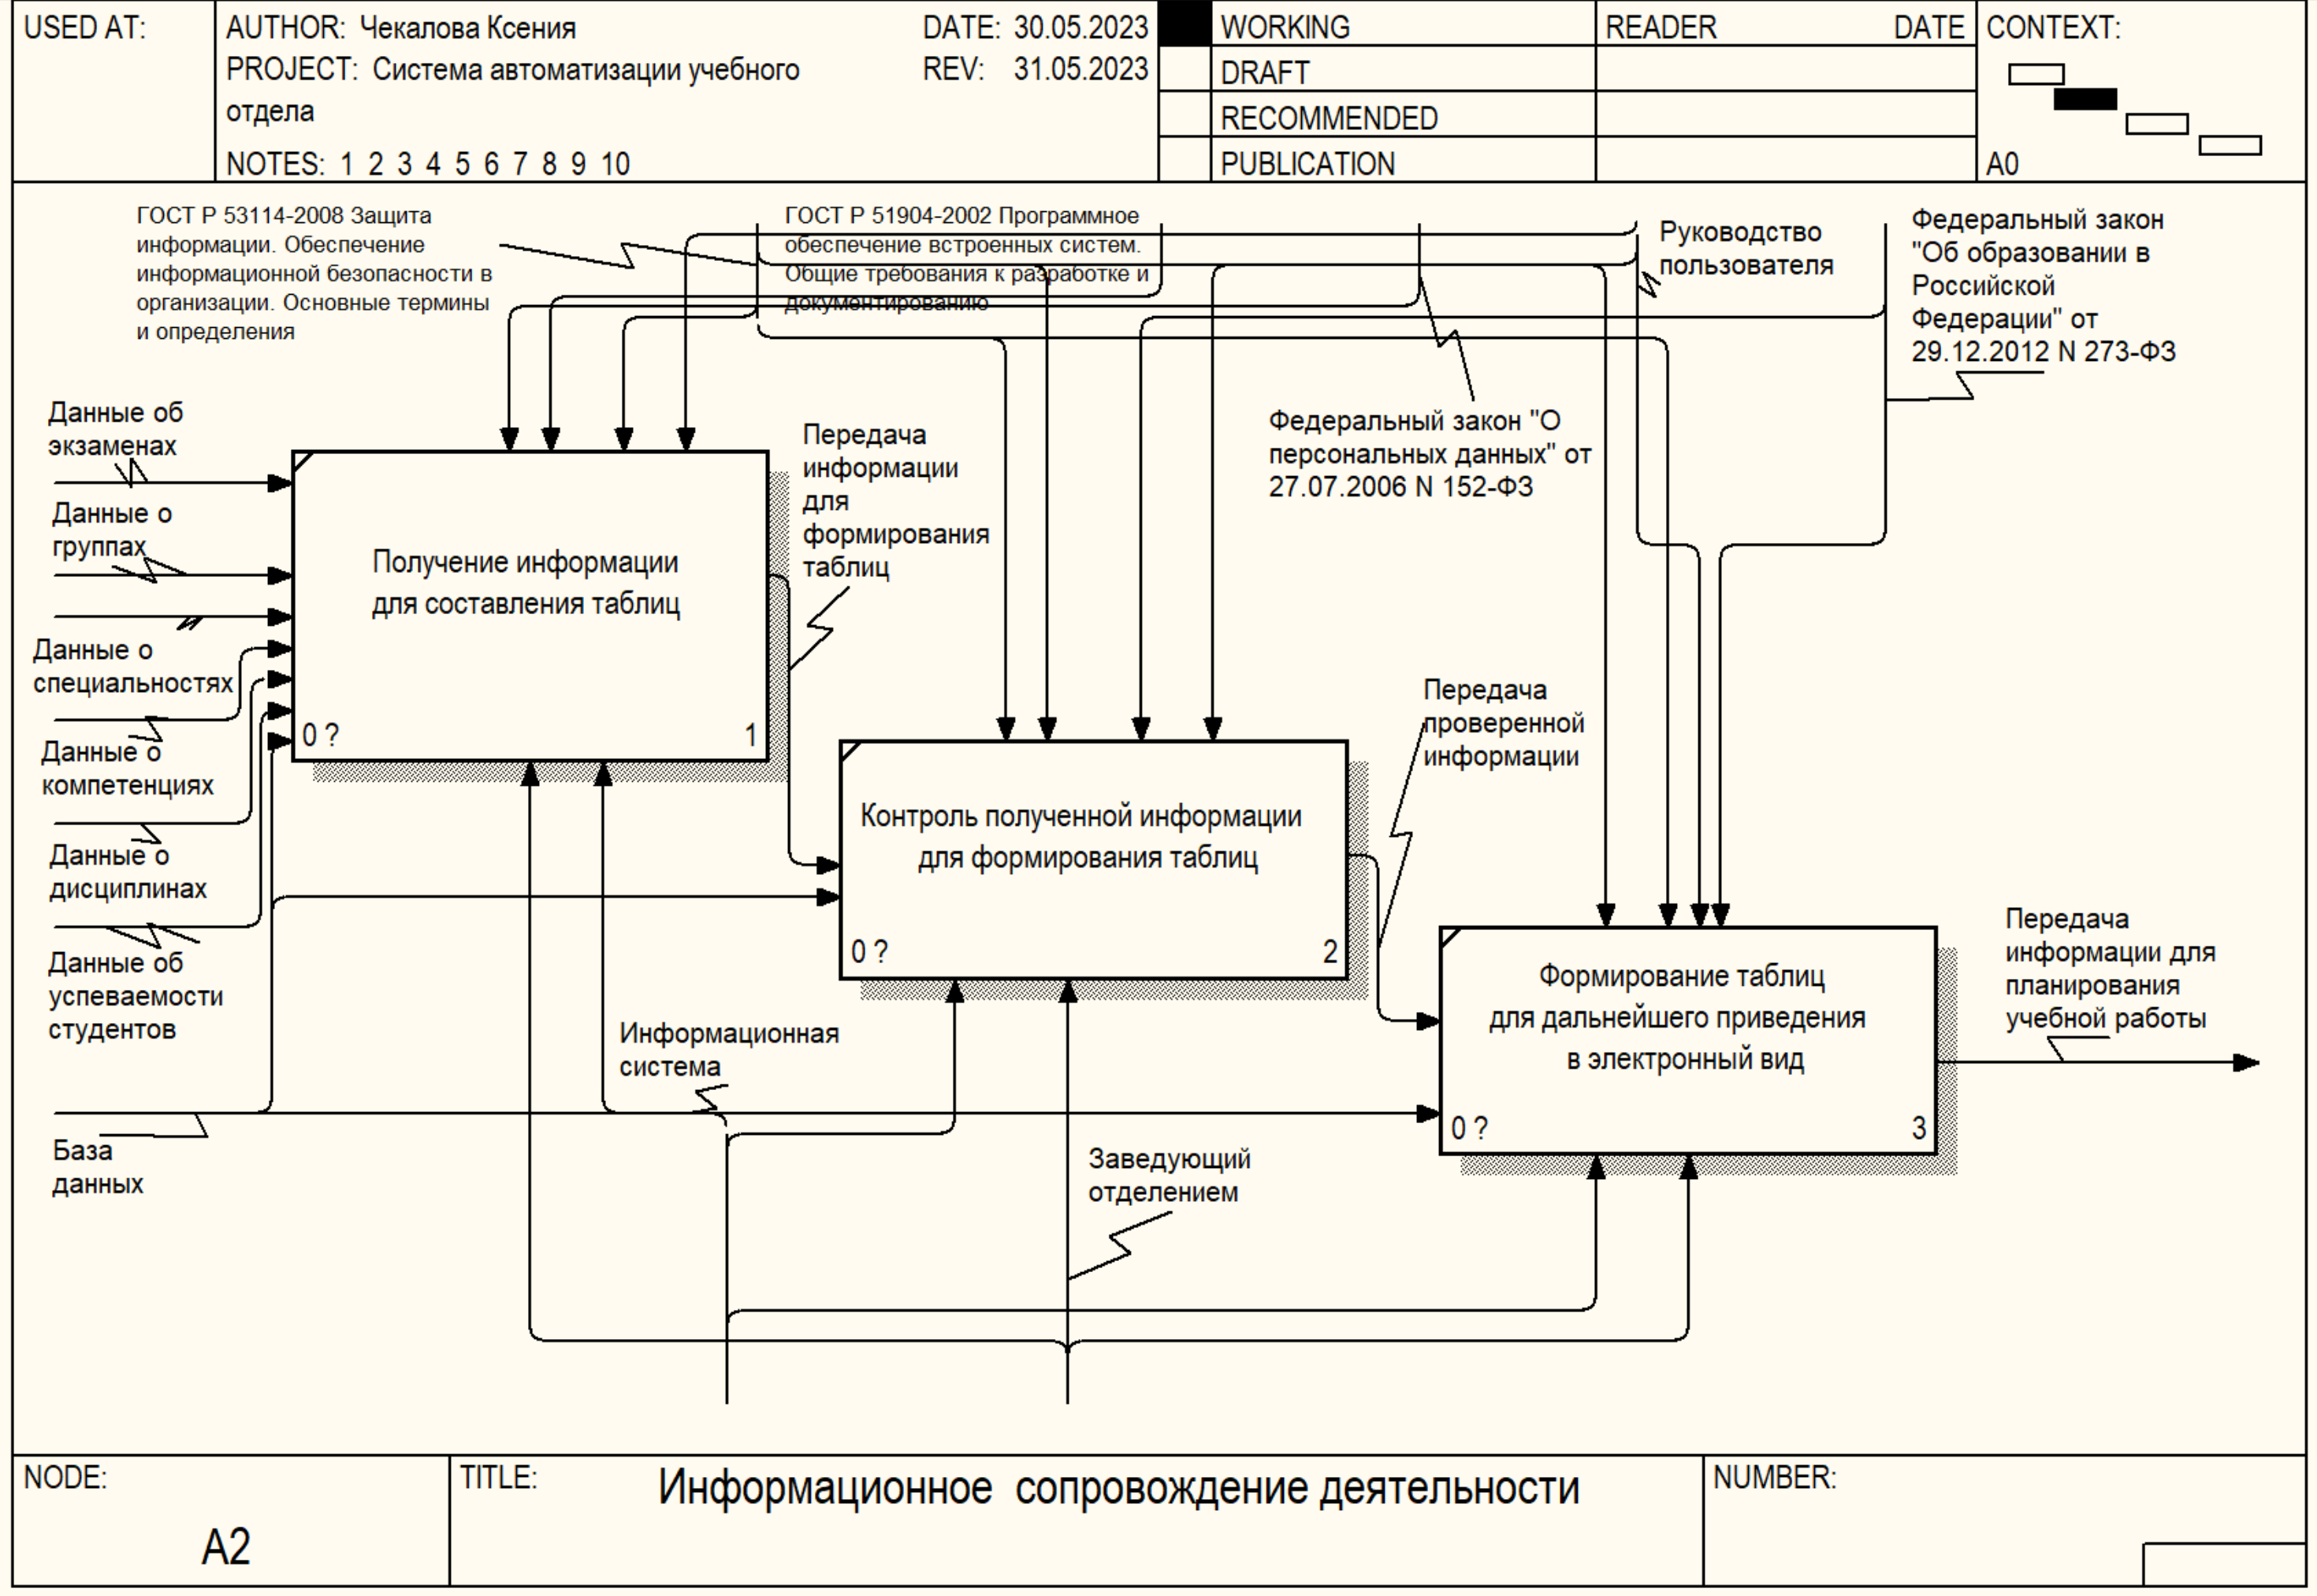 USED AT:
AUTHOR: Чекалова Ксения
DATE: 30.05.2023
PROJECT: Система автоматизации учебного
отдела
REV: 31.05.2023
NOTES: 1 2 3 4 5 6 7 8 9 10
WORKING
DRAFT
RECOMMENDED
PUBLICATION
READER DATE
CONTEXT:
A0
ГОСТ Р 53114-2008 Защита
информации. Обеспечение
информационной безопасности в
организации. Основные термины
и определения
ГОСТ Р 51904-2002 Программное
обеспечение встроенных систем.
Общие требования к разработке и
документированию
Руководство
пользователя
Федеральный закон
"Об образовании в
Российской
Федерации" от
29.12.2012 N 273-ФЗ
Федеральный закон "О
персональных данных" от
27.07.2006 N 152-ФЗ
Данные об
экзаменах
Данные о
группах
Данные о
специальностях
Данные о
компетенциях
Данные о
дисциплинах
Данные об
успеваемости
студентов
База
данных
Получение информации
для составления таблиц
0 ? 1
Передача
информации
для
формирования
таблиц
Контроль полученной информации
для формирования таблиц
0 ? 2
Передача
проверенной
информации
Формирование таблиц
для дальнейшего приведения
в электронный вид
0 ? 3
Передача
информации для
планирования
учебной работы
Информационная
система
Заведующий
отделением
NODE:
A2
TITLE:
Информационное сопровождение деятельности
NUMBER: